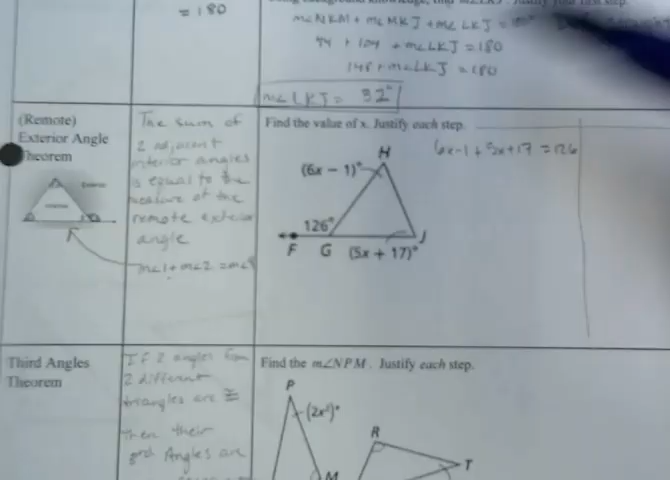 = 180
m∠NKM + m∠MKJ + m∠LKJ =
+ 104 + m∠LKJ = 180
148 + m∠LKJ = 180
m∠LKJ = 32°
(Remote)
Exterior Angle
Theorem
The sum of
2 adjacent
interior angles
is equal to the
measure of the
remote exterior
angle
m∠1 + m∠2 = m∠
Find the value of x. Justify each step.
6x-1 + 5x+17 = 126
H
(6x − 1)°
126°
F G J
(5x + 17)°
Third Angles
Theorem
If 2 angles from
2 different
triangles are ≅
then their
3rd Angles are
Find the m∠NPM. Justify each step.
P
(2x²)°
M
R
T